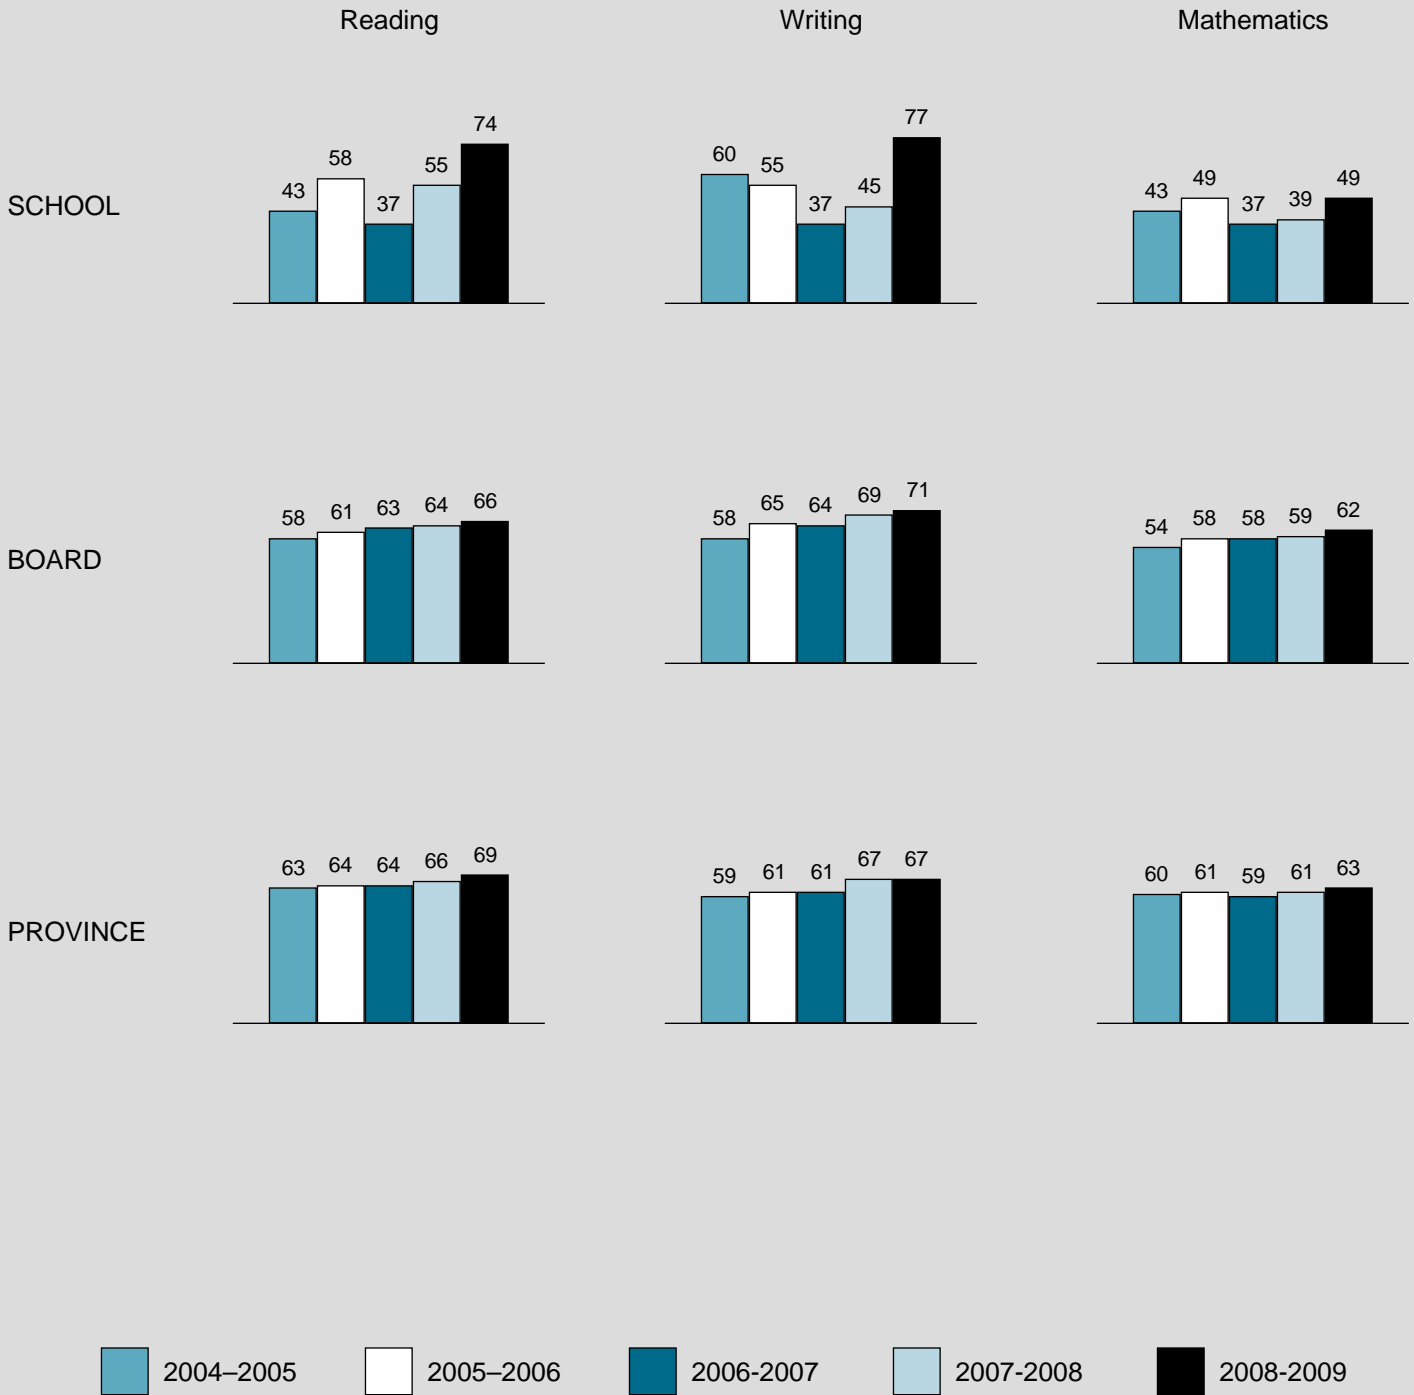 Reading Writing Mathematics
SCHOOL
43 58 37 55 74
60 55 37 45 77
43 49 37 39 49
BOARD
58 61 63 64 66
58 65 64 69 71
54 58 58 59 62
PROVINCE
63 64 64 66 69
59 61 61 67 67
60 61 59 61 63
2004–2005 2005–2006 2006-2007 2007-2008 2008-2009